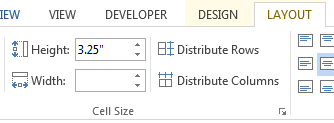 IEW VIEW DEVELOPER DESIGN LAYOUT
Height: 3.25" Distribute Rows
Width: Distribute Columns
Cell Size